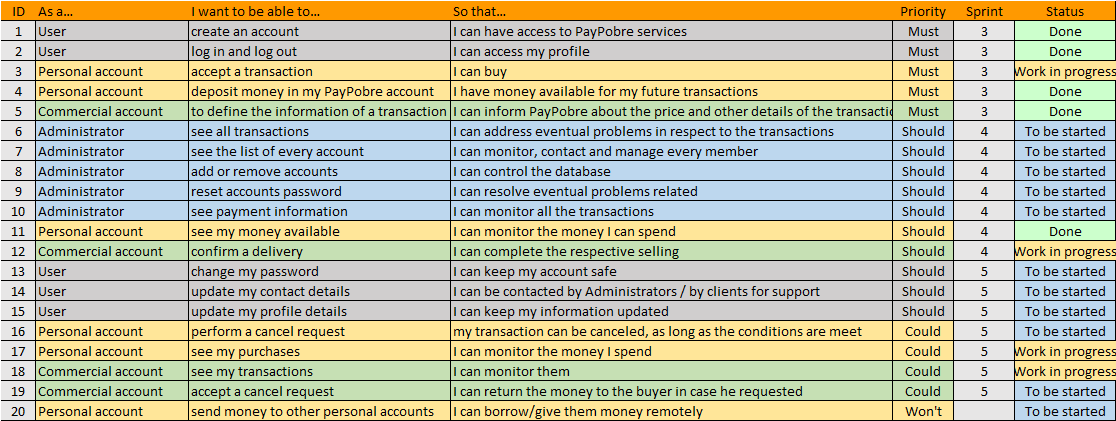 ID As a... I want to be able to... So that... Priority Sprint Status
1 User create an account I can have access to PayPobre services Must 3 Done
2 User log in and log out I can access my profile Must 3 Done
3 Personal account accept a transaction I can buy Must 3 Work in progress
4 Personal account deposit money in my PayPobre account I have money available for my future transactions Must 3 Done
5 Commercial account to define the information of a transaction I can inform PayPobre about the price and other details of the transactio Must 3 Done
6 Administrator see all transactions I can address eventual problems in respect to the transactions Should 4 To be started
7 Administrator see the list of every account I can monitor, contact and manage every member Should 4 To be started
8 Administrator add or remove accounts I can control the database Should 4 To be started
9 Administrator reset accounts password I can resolve eventual problems related Should 4 To be started
10 Administrator see payment information I can monitor all the transactions Should 4 To be started
11 Personal account see my money available I can monitor the money I can spend Should 4 Done
12 Commercial account confirm a delivery I can complete the respective selling Should 4 Work in progress
13 User change my password I can keep my account safe Should 5 To be started
14 User update my contact details I can be contacted by Administrators / by clients for support Should 5 To be started
15 User update my profile details I can keep my information updated Should 5 To be started
16 Personal account perform a cancel request my transaction can be canceled, as long as the conditions are meet Could 5 To be started
17 Personal account see my purchases I can monitor the money I spend Could 5 Work in progress
18 Commercial account see my transactions I can monitor them Could 5 Work in progress
19 Commercial account accept a cancel request I can return the money to the buyer in case he requested Could 5 To be started
20 Personal account send money to other personal accounts I can borrow/give them money remotely Won't To be started